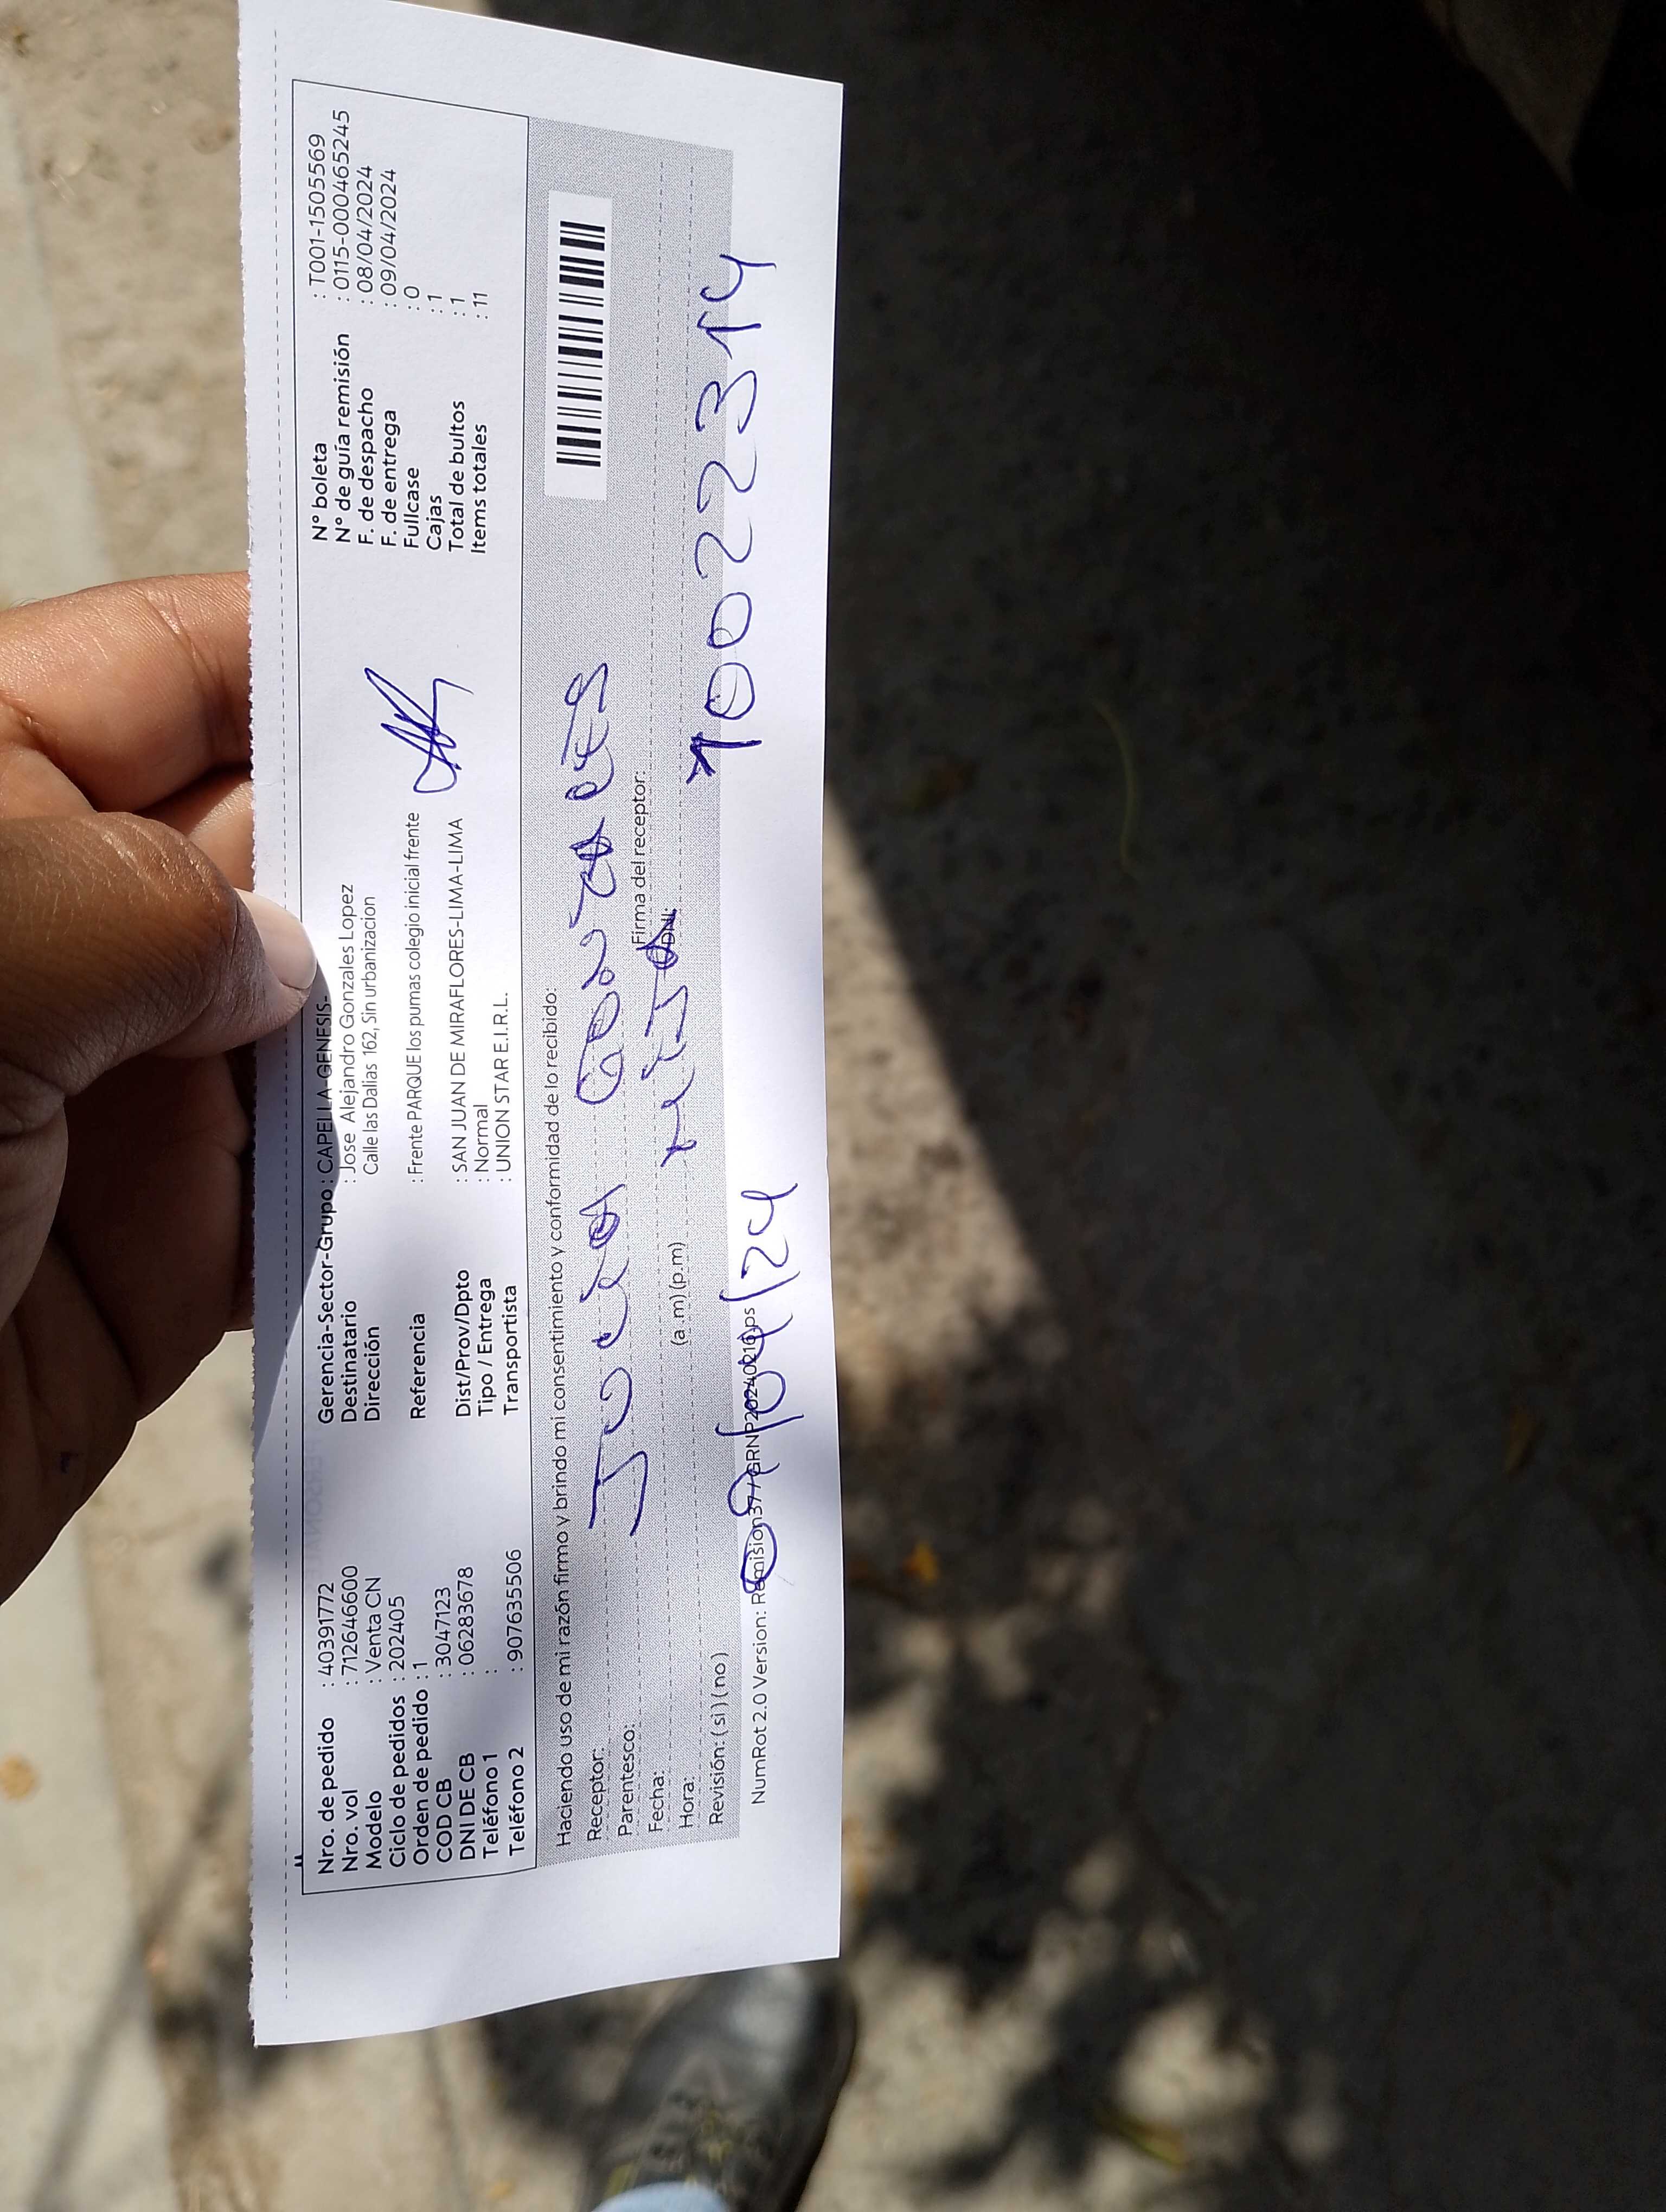 Nro. de pedido : 40391772
Nro. vol : 712646600
Modelo : Venta CN
Ciclo de pedidos : 202405
Orden de pedido : 1
COD CB : 3047123
DNI DE CB : 06283678
Teléfono 1 :
Teléfono 2 : 907635506
Gerencia-Sector-Grupo : CAPELLA-GENESIS-
Destinatario : Jose Alejandro Gonzales Lopez
Dirección Calle las Dalias 162, Sin urbanizacion
Referencia : Frente PARQUE los pumas colegio inicial frente
Dist/Prov/Dpto : SAN JUAN DE MIRAFLORES-LIMA-LIMA
Tipo / Entrega : Normal
Transportista : UNION STAR E.I.R.L.
N° boleta : T001-1505569
N° de guía remisión : 0115-0000465245
F. de despacho : 08/04/2024
F. de entrega : 09/04/2024
Fullcase : 0
Cajas : 1
Total de bultos : 1
Items totales : 11
Haciendo uso de mi razón firmo y brindo mi consentimiento y conformidad de lo recibido:
Receptor:
Parentesco:
Firma del receptor:
Fecha:
DNI:
Hora: (a.m) (p.m)
Revisión: ( si ) ( no )
09/04/24
NumRot 2.0 Version: